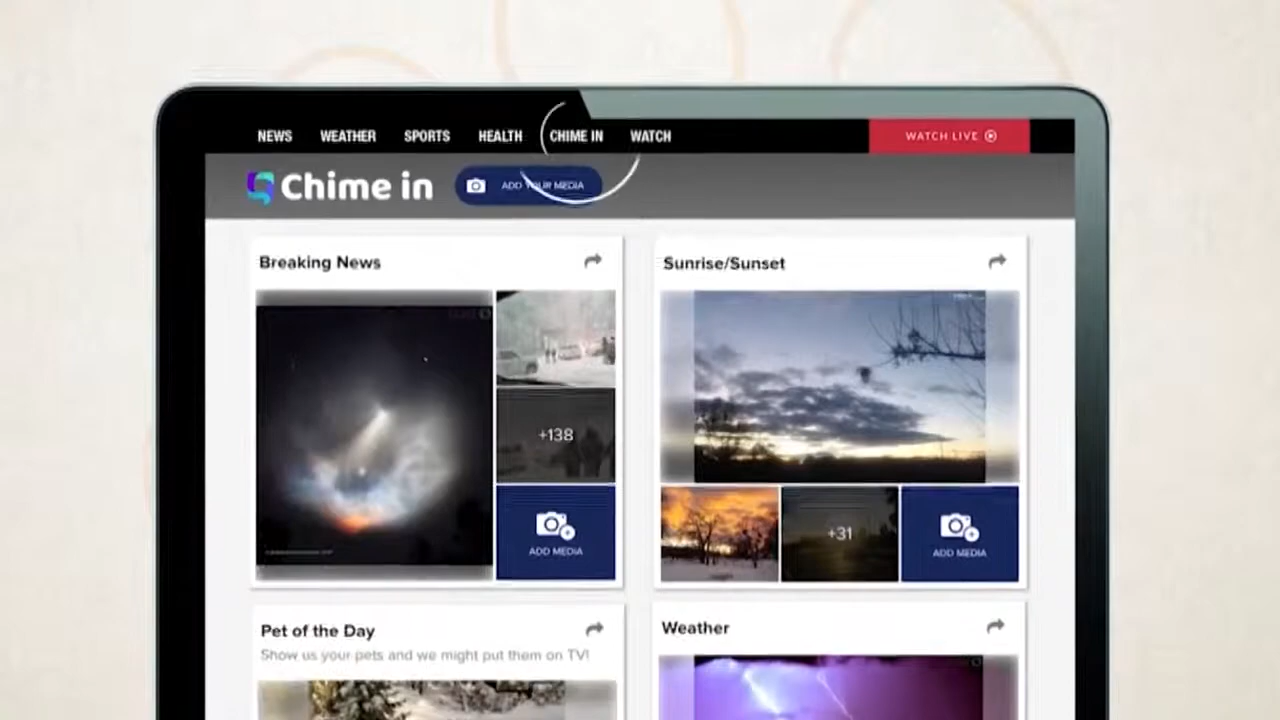 NEWS WEATHER SPORTS HEALTH CHIME IN WATCH WATCH LIVE
Chime in ADD YOUR MEDIA
Breaking News
+138
ADD MEDIA
Sunrise/Sunset
+31
ADD MEDIA
Pet of the Day
Show us your pets and we might put them on TV!
Weather